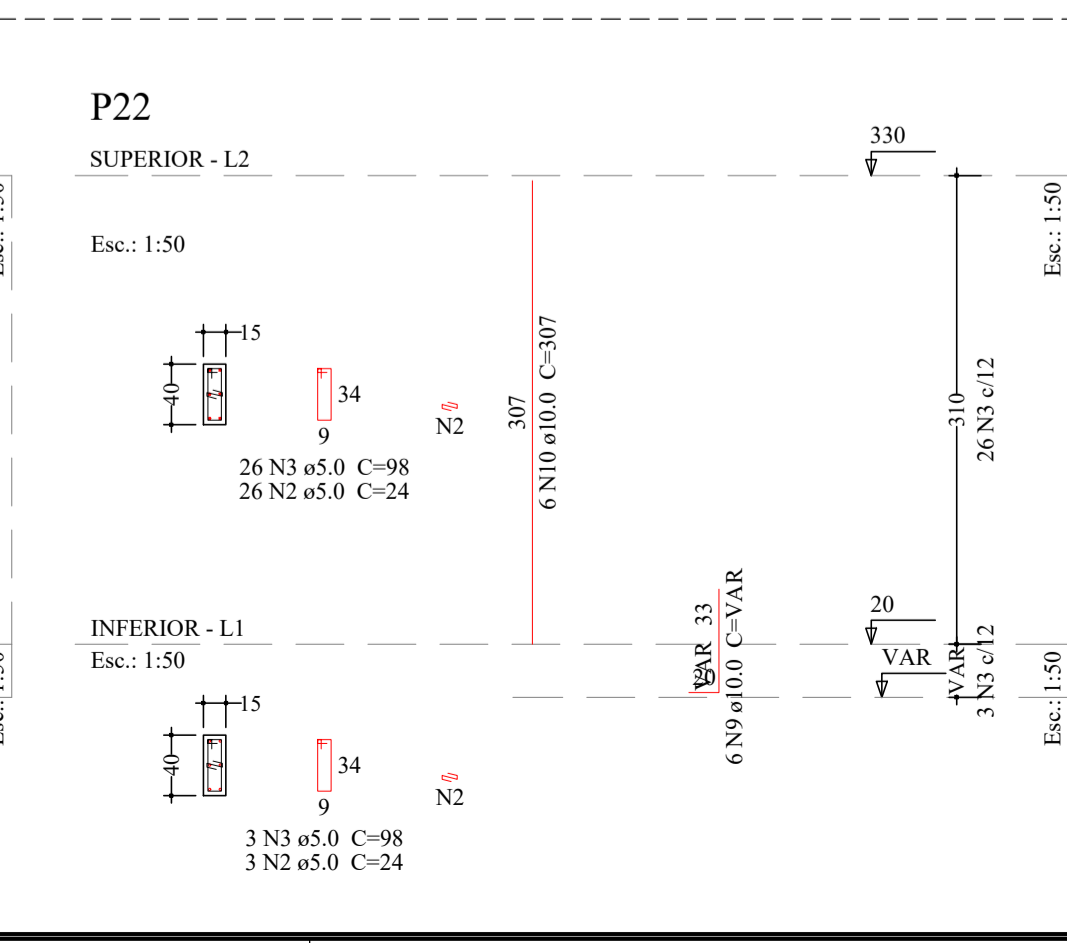 P22
SUPERIOR - L2
330
Esc.: 1:50
Esc.: 1:50
15
40
34
9
N2
26 N3 ø5.0  C=98
26 N2 ø5.0  C=24
307
6 N10 ø10.0  C=307
310
26 N3 c/12
INFERIOR - L1
Esc.: 1:50
20
VAR
VAR
3 N3 c/12
Esc.: 1:50
VAR  33
20
6 N9 ø10.0  C=VAR
15
40
34
9
N2
3 N3 ø5.0  C=98
3 N2 ø5.0  C=24